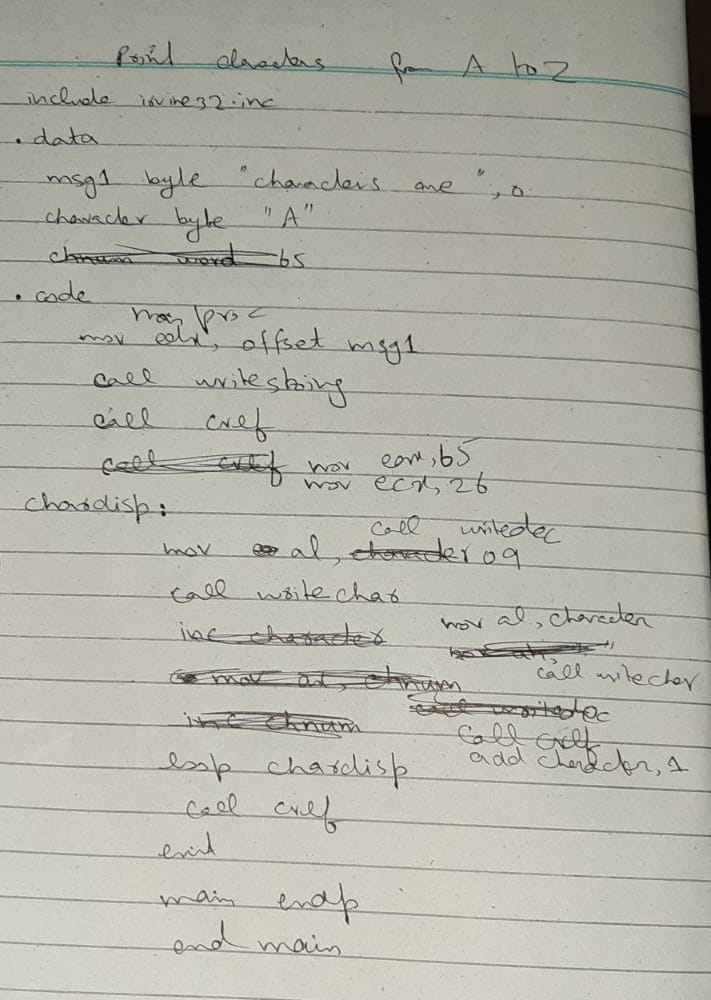 Print characters from A to Z
include irvine32.inc
.data
msg1 byte "characters are ", 0
character byte "A"
chnum word 65
.code
main proc
mov edx, offset msg1
call writestring
call crlf
call crlf mov eax, 65
mov ecx, 26
chardisp:
call writedec
mov al, character 09
call writechar
mov al, character
inc character
call writechar
mov al, chnum
call writedec
inc chnum
call crlf
add character, 1
loop chardisp
call crlf
exit
main endp
end main